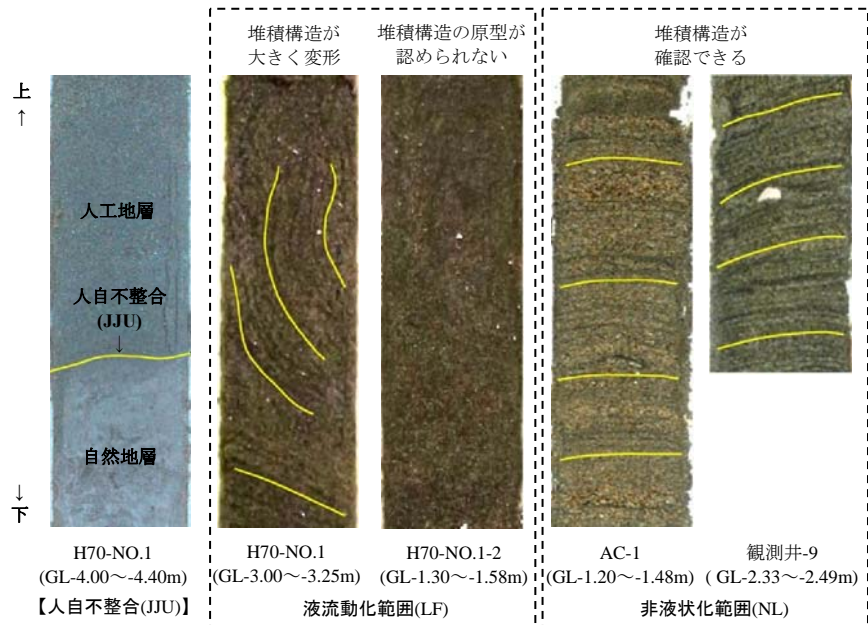 堆積構造が
大きく変形
堆積構造の原型が
認められない
堆積構造が
確認できる
上
↑
人工地層
人自不整合
(JJU)
↓
自然地層
↓
下
H70-NO.1
(GL-4.00~-4.40m)
【人自不整合(JJU)】
H70-NO.1
(GL-3.00~-3.25m)
H70-NO.1-2
(GL-1.30~-1.58m)
液流動化範囲(LF)
AC-1
(GL-1.20~-1.48m)
観測井-9
( GL-2.33~-2.49m)
非液状化範囲(NL)